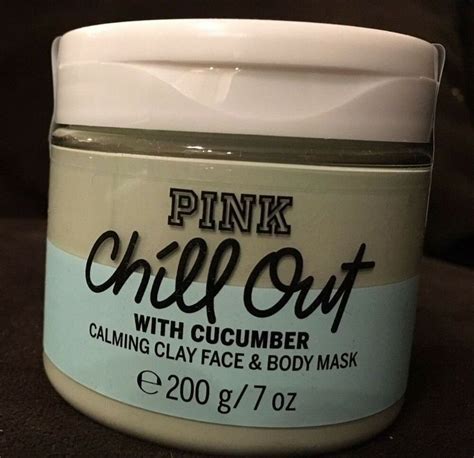 PINK
Chill Out
WITH CUCUMBER
CALMING CLAY FACE & BODY MASK
℮ 200 g/ 7 oz